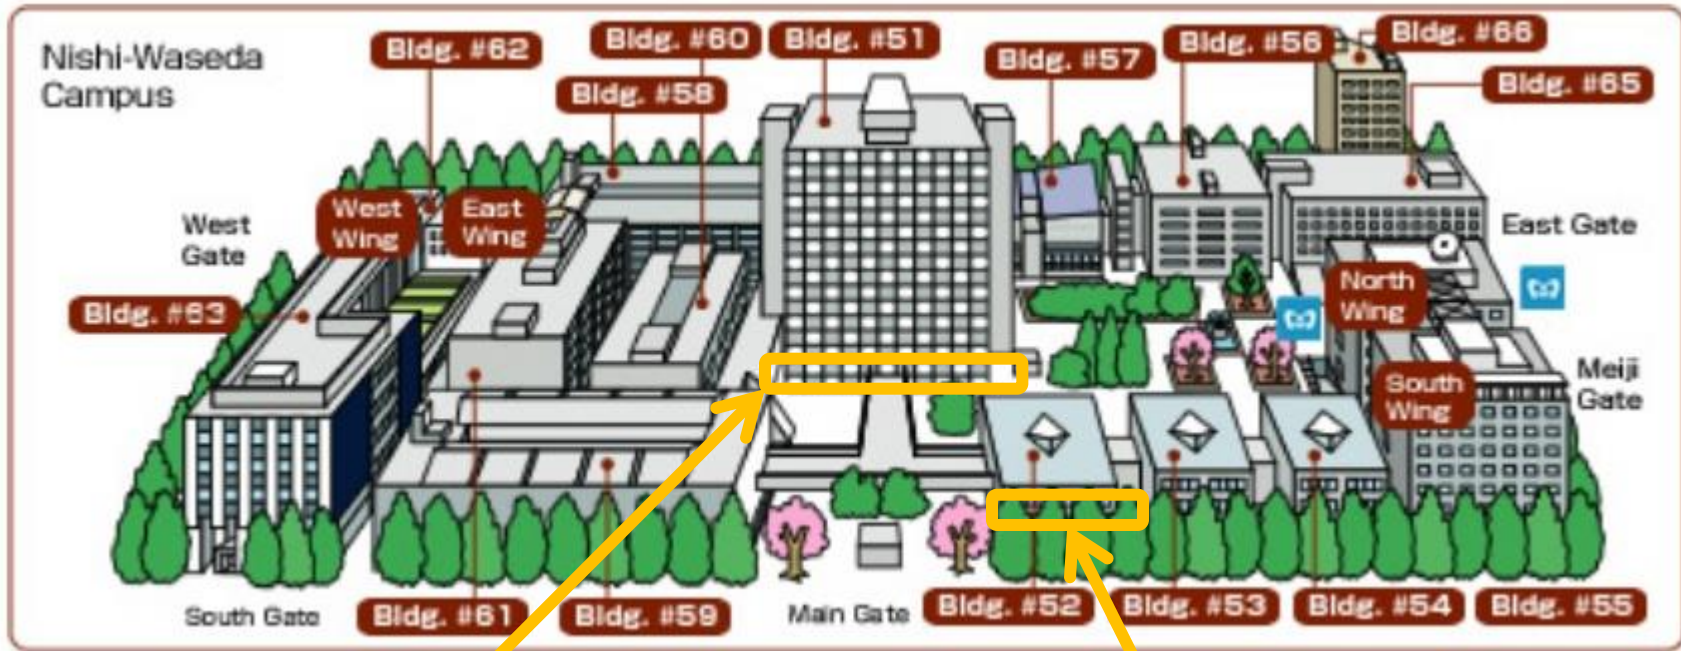 Nishi-Waseda
Campus
Bldg. #62
Bldg. #60
Bldg. #51
Bldg. #58
Bldg. #57
Bldg. #56
Bldg. #66
Bldg. #65
West
Gate
West
Wing
East
Wing
East Gate
North
Wing
Bldg. #63
South
Wing
Meiji
Gate
South Gate
Bldg. #61
Bldg. #59
Main Gate
Bldg. #52
Bldg. #53
Bldg. #54
Bldg. #55